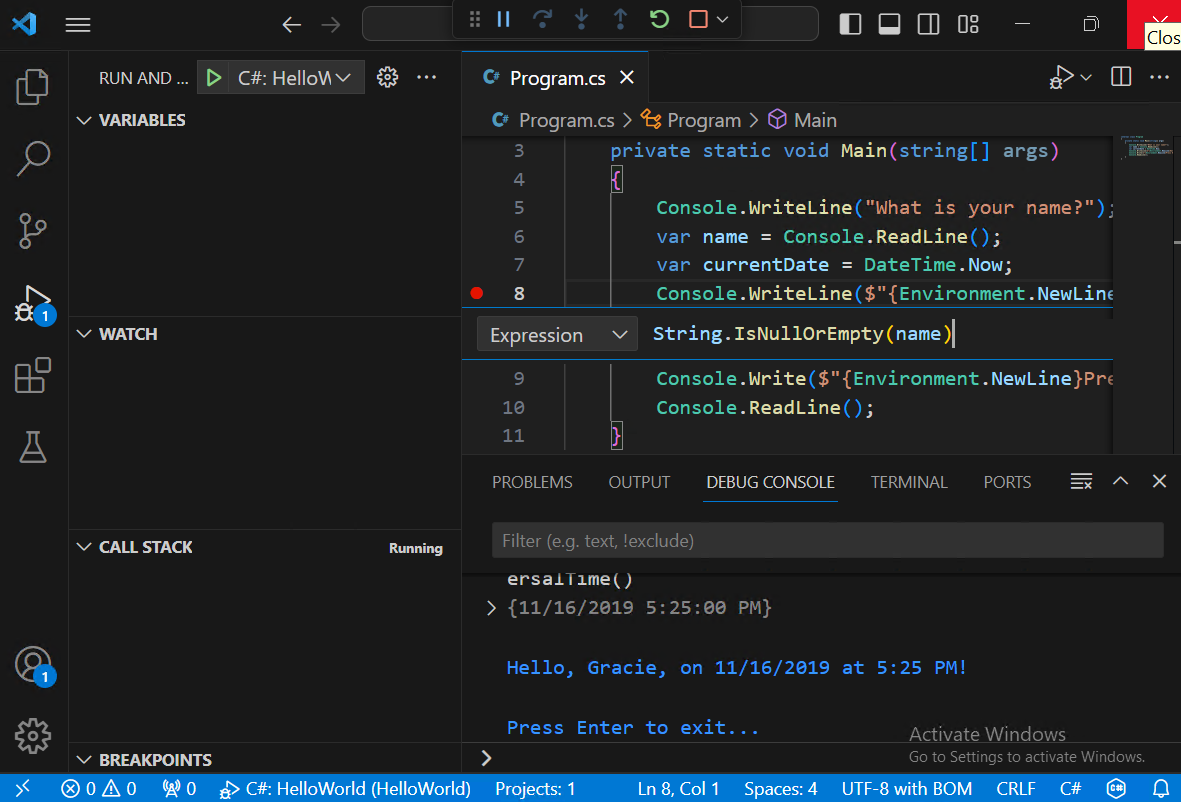 Clos
RUN AND ...
C#: HelloW
Program.cs
VARIABLES
Program.cs > Program > Main
3 private static void Main(string[] args)
4 {
5 Console.WriteLine("What is your name?");
6 var name = Console.ReadLine();
7 var currentDate = DateTime.Now;
8 Console.WriteLine($"{Environment.NewLine
WATCH
Expression
String.IsNullOrEmpty(name)
9 Console.Write($"{Environment.NewLine}Pre
10 Console.ReadLine();
11 }
PROBLEMS OUTPUT DEBUG CONSOLE TERMINAL PORTS
Filter (e.g. text, !exclude)
CALL STACK
Running
ersalTime()
> {11/16/2019 5:25:00 PM}
Hello, Gracie, on 11/16/2019 at 5:25 PM!
Press Enter to exit...
1
1
Activate Windows
Go to Settings to activate Windows.
BREAKPOINTS
>
0 0 0 C#: HelloWorld (HelloWorld) Projects: 1 Ln 8, Col 1 Spaces: 4 UTF-8 with BOM CRLF C#